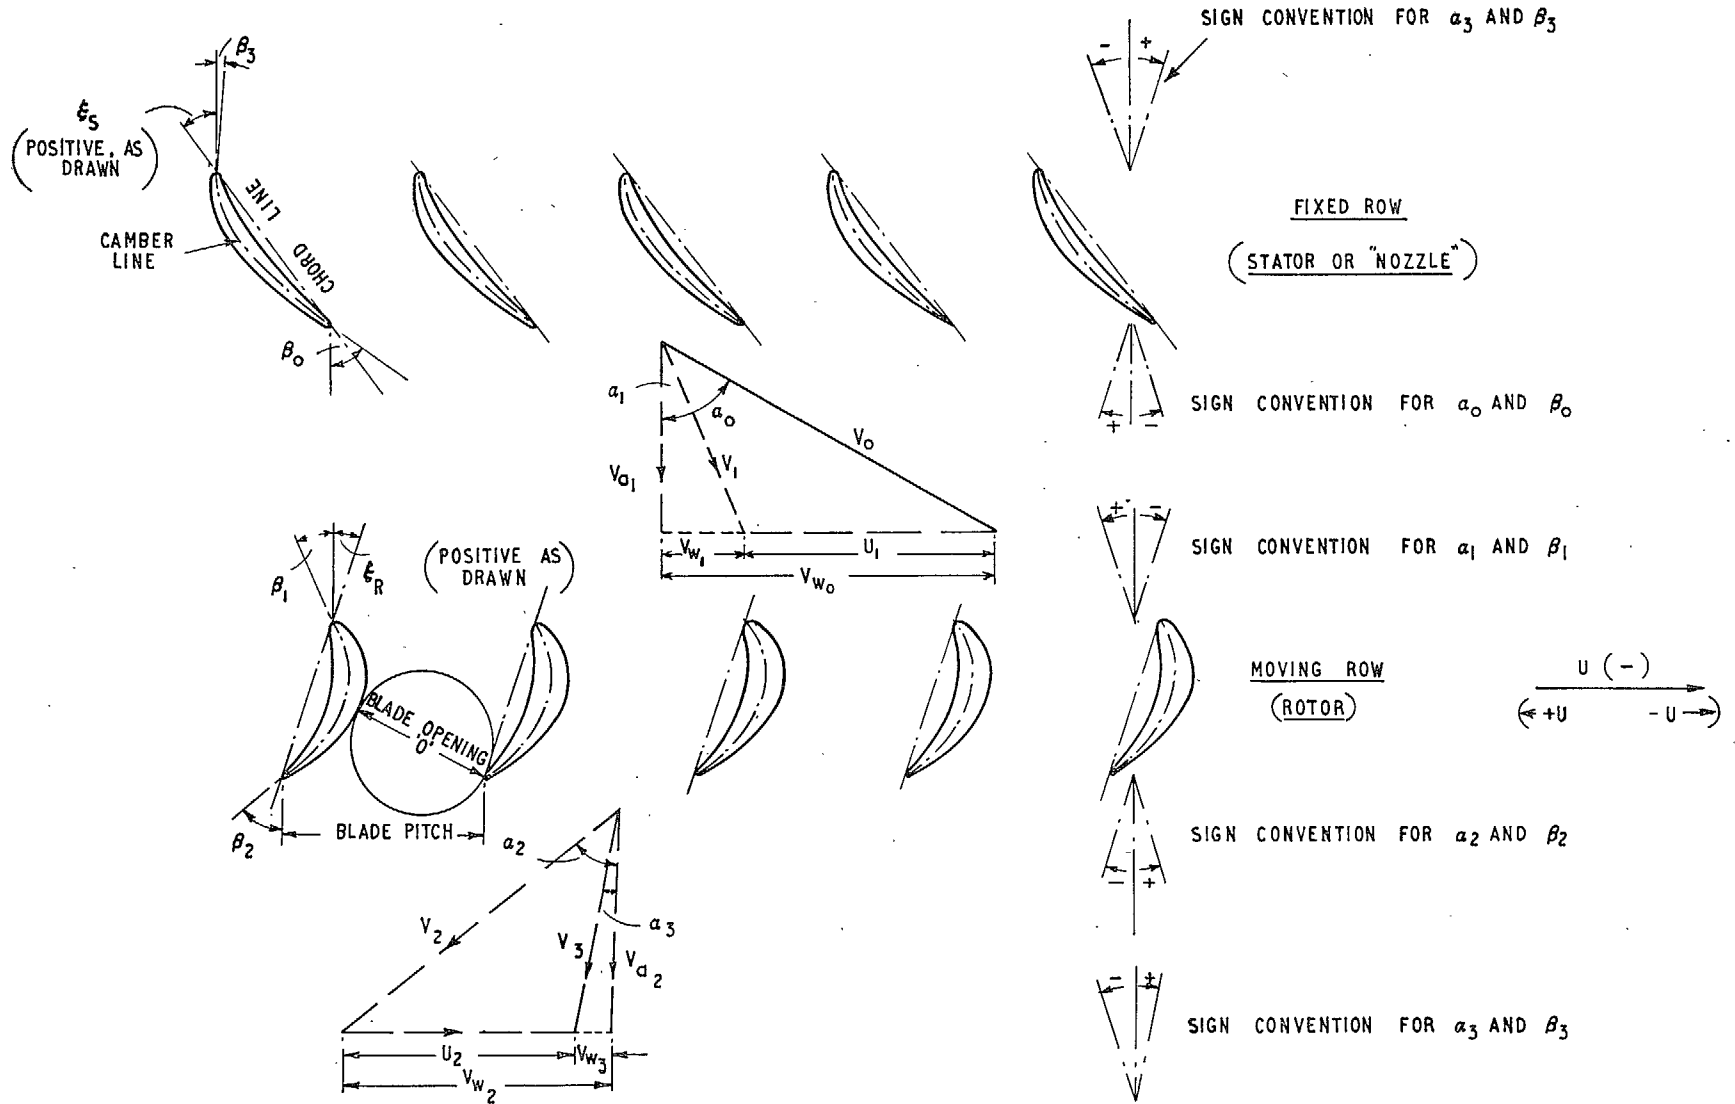 SIGN CONVENTION FOR α₃ AND β₃
- +
β₃
ξS
(POSITIVE, AS
DRAWN)
CHORD LINE
CAMBER
LINE
FIXED ROW
(STATOR OR "NOZZLE")
β₀
α₁
α₀
V₀
V₁
Va₁
+ -
SIGN CONVENTION FOR α₀ AND β₀
Vw₁
U₁
Vw₀
+ -
SIGN CONVENTION FOR α₁ AND β₁
β₁
ξR
(POSITIVE AS
DRAWN)
MOVING ROW
(ROTOR)
U (-)
(+U -U)
BLADE OPENING
'O'
BLADE PITCH
β₂
α₂
- +
SIGN CONVENTION FOR α₂ AND β₂
V₂
V₃
α₃
Va₂
- +
SIGN CONVENTION FOR α₃ AND β₃
U₂
Vw₃
Vw₂